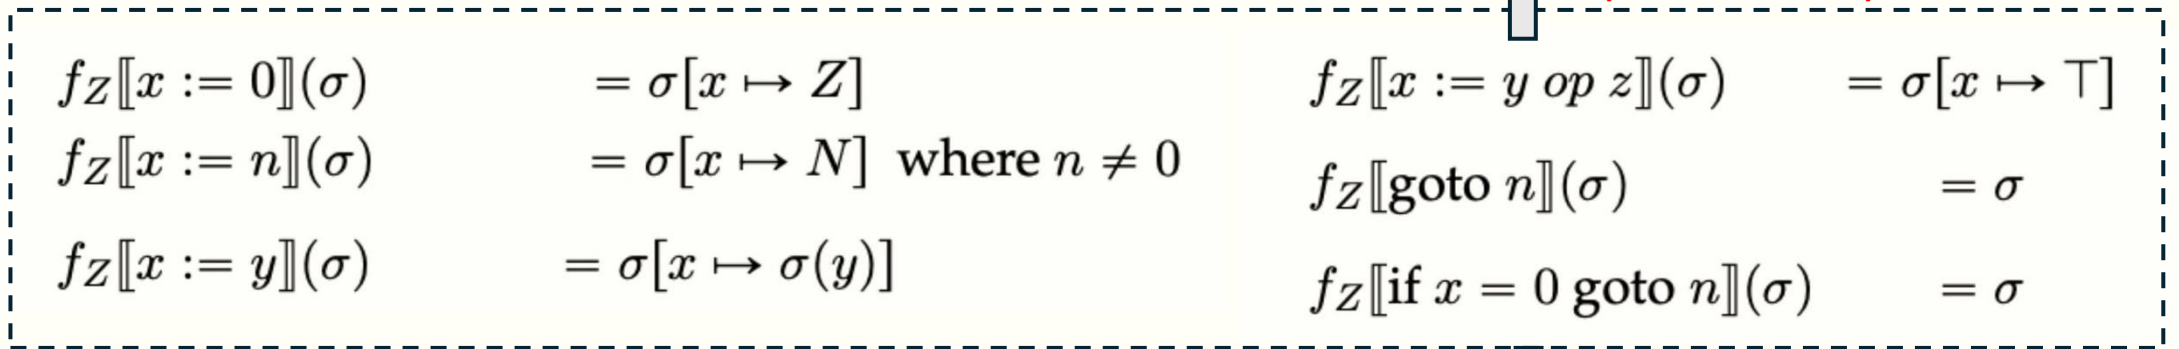 f_Z⟦x := 0⟧(σ) = σ[x ↦ Z]
f_Z⟦x := n⟧(σ) = σ[x ↦ N] where n ≠ 0
f_Z⟦x := y⟧(σ) = σ[x ↦ σ(y)]
f_Z⟦x := y op z⟧(σ) = σ[x ↦ ⊤]
f_Z⟦goto n⟧(σ) = σ
f_Z⟦if x = 0 goto n⟧(σ) = σ